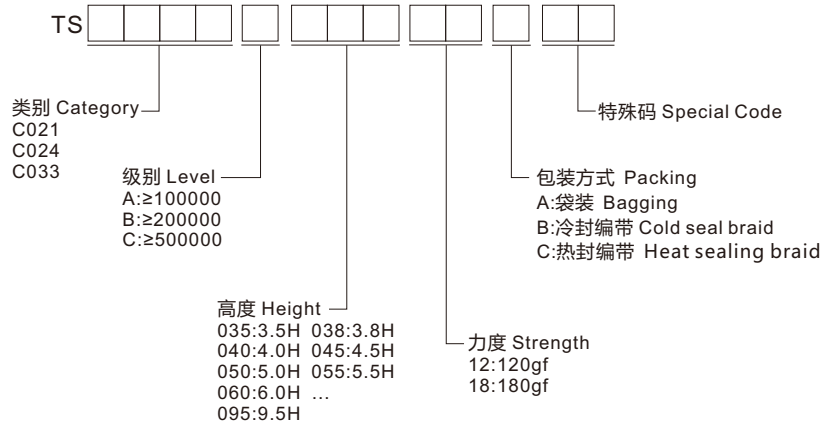 TS
类别 Category
C021
C024
C033
级别 Level
A:≥100000
B:≥200000
C:≥500000
高度 Height
035:3.5H 038:3.8H
040:4.0H 045:4.5H
050:5.0H 055:5.5H
060:6.0H ...
095:9.5H
力度 Strength
12:120gf
18:180gf
包装方式 Packing
A:袋装 Bagging
B:冷封编带 Cold seal braid
C:热封编带 Heat sealing braid
特殊码 Special Code